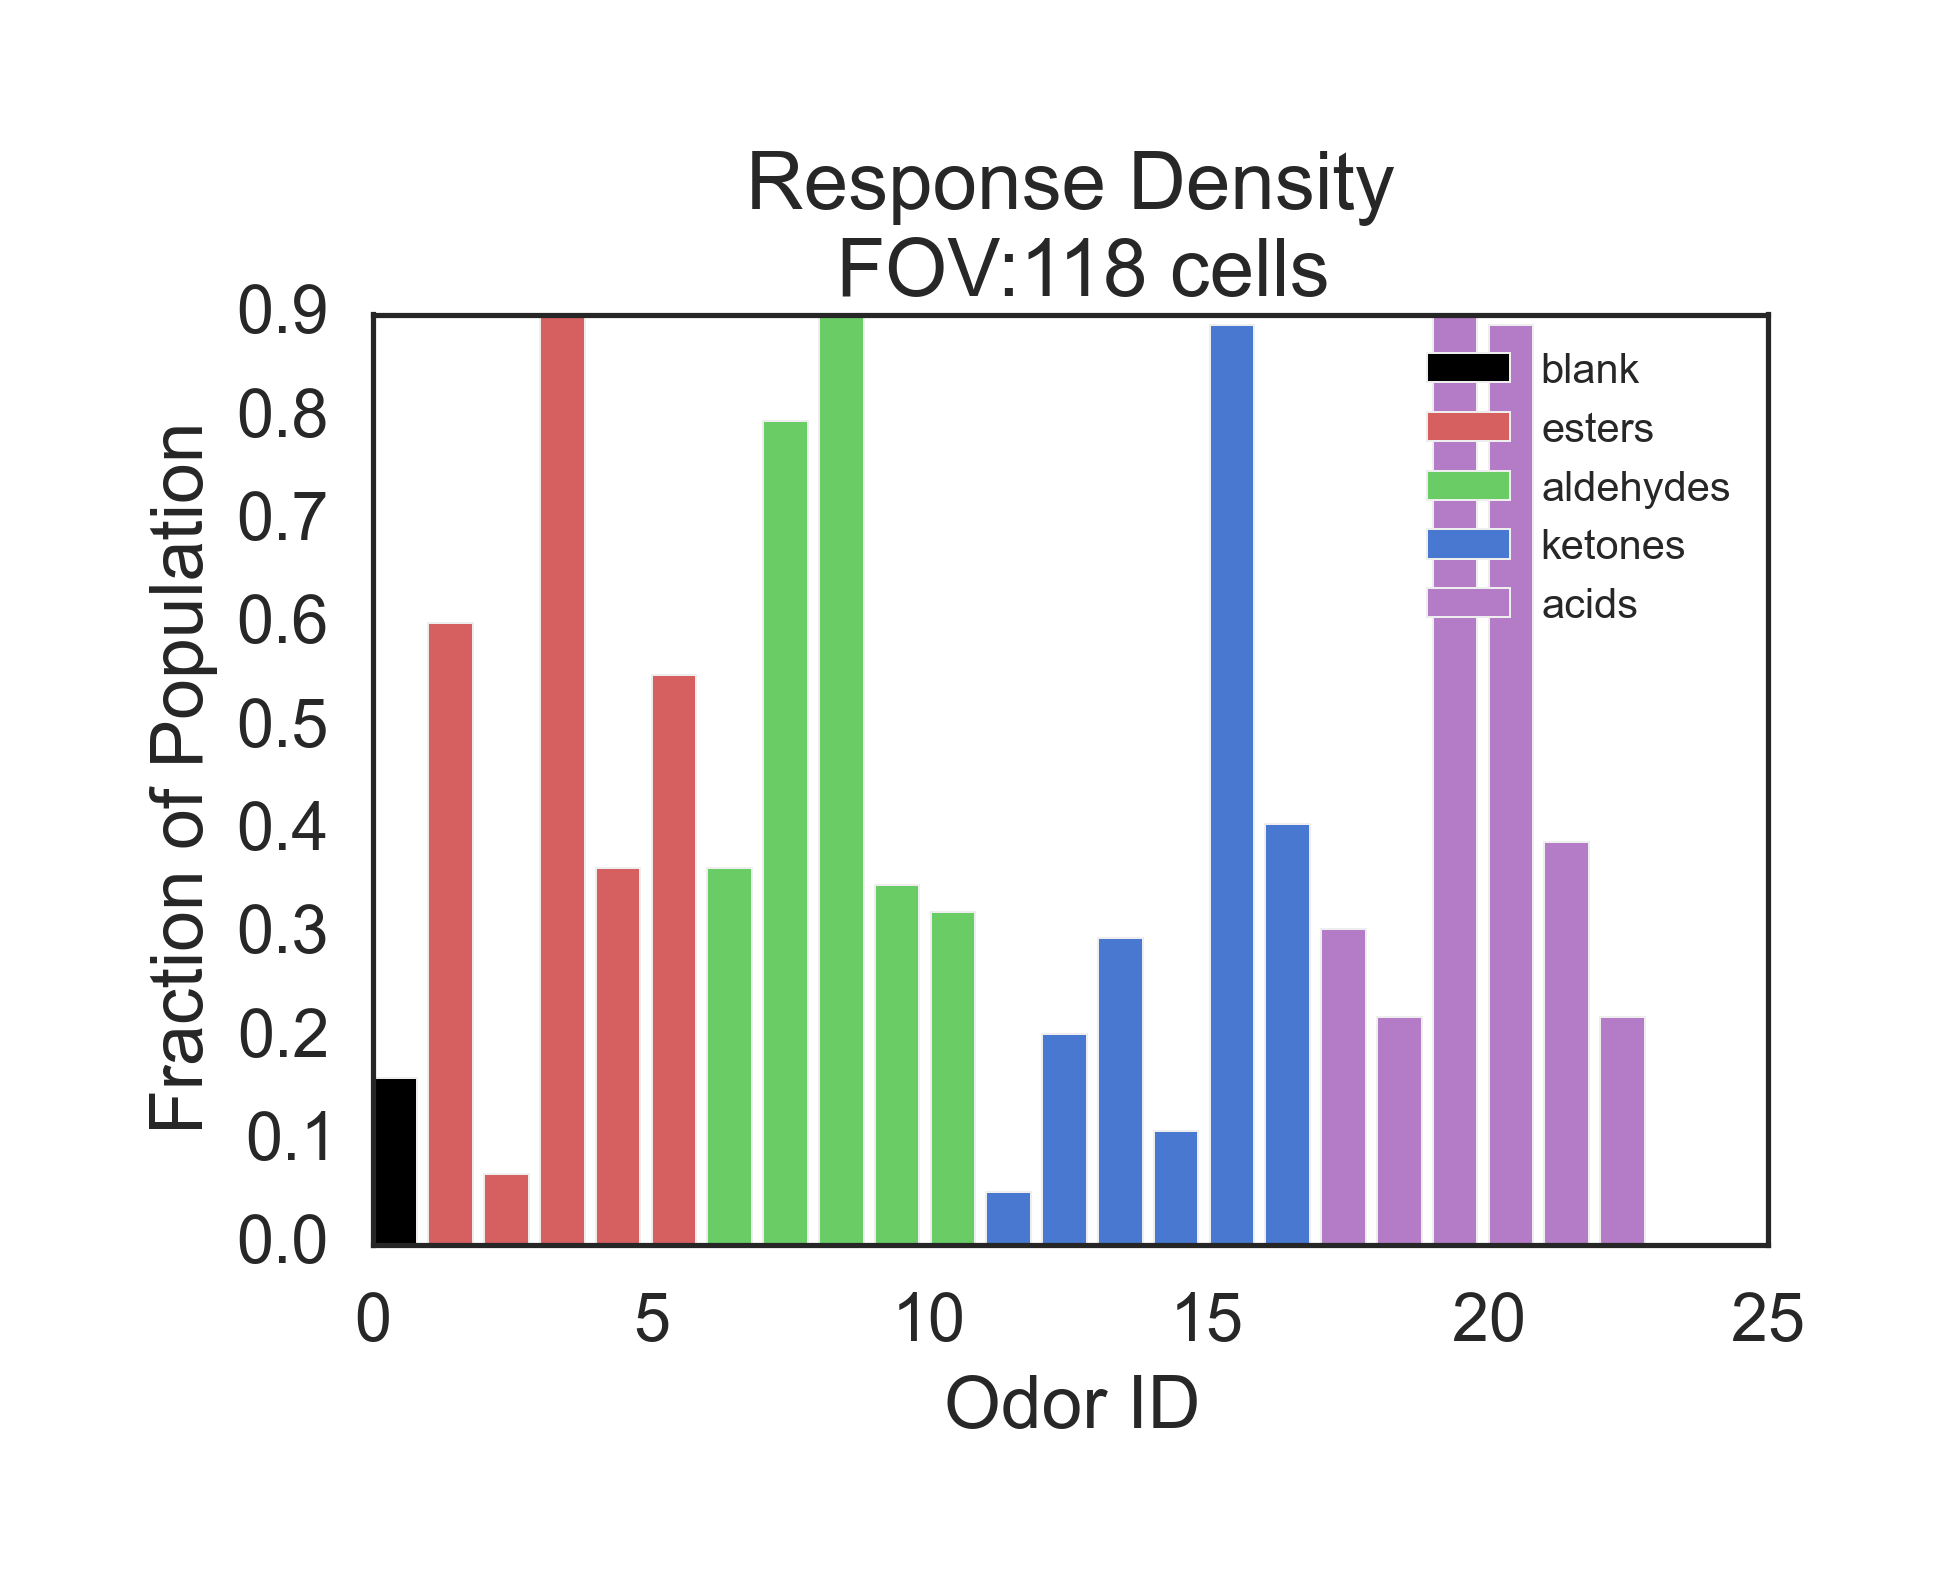 Response Density
FOV:118 cells
0.9
0.8
0.7
0.6
0.5
0.4
0.3
0.2
0.1
0.0
Fraction of Population
blank
esters
aldehydes
ketones
acids
0 5 10 15 20 25
Odor ID